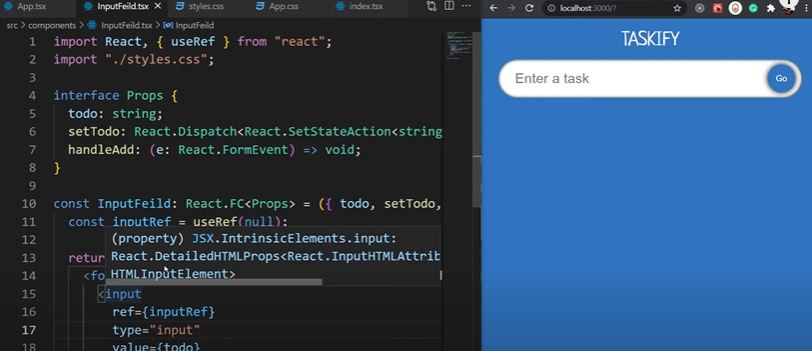 App.tsx
InputFeild.tsx ×
styles.css
App.css
index.tsx
src > components > InputFeild.tsx > InputFeild
1 import React, { useRef } from "react";
2 import "./styles.css";
3
4 interface Props {
5 todo: string;
6 setTodo: React.Dispatch<React.SetStateAction<string
7 handleAdd: (e: React.FormEvent) => void;
8 }
9
10 const InputFeild: React.FC<Props> = ({ todo, setTodo,
11 const inputRef = useRef(null);
12 (property) JSX.IntrinsicElements.input:
13 retu React.DetailedHTMLProps<React.InputHTMLAttrib
14 <fo HTMLInputElement>
15 <input
16 ref={inputRef}
17 type="input"
18 value={todo}
localhost:3000/?
TASKIFY
Enter a task
Go